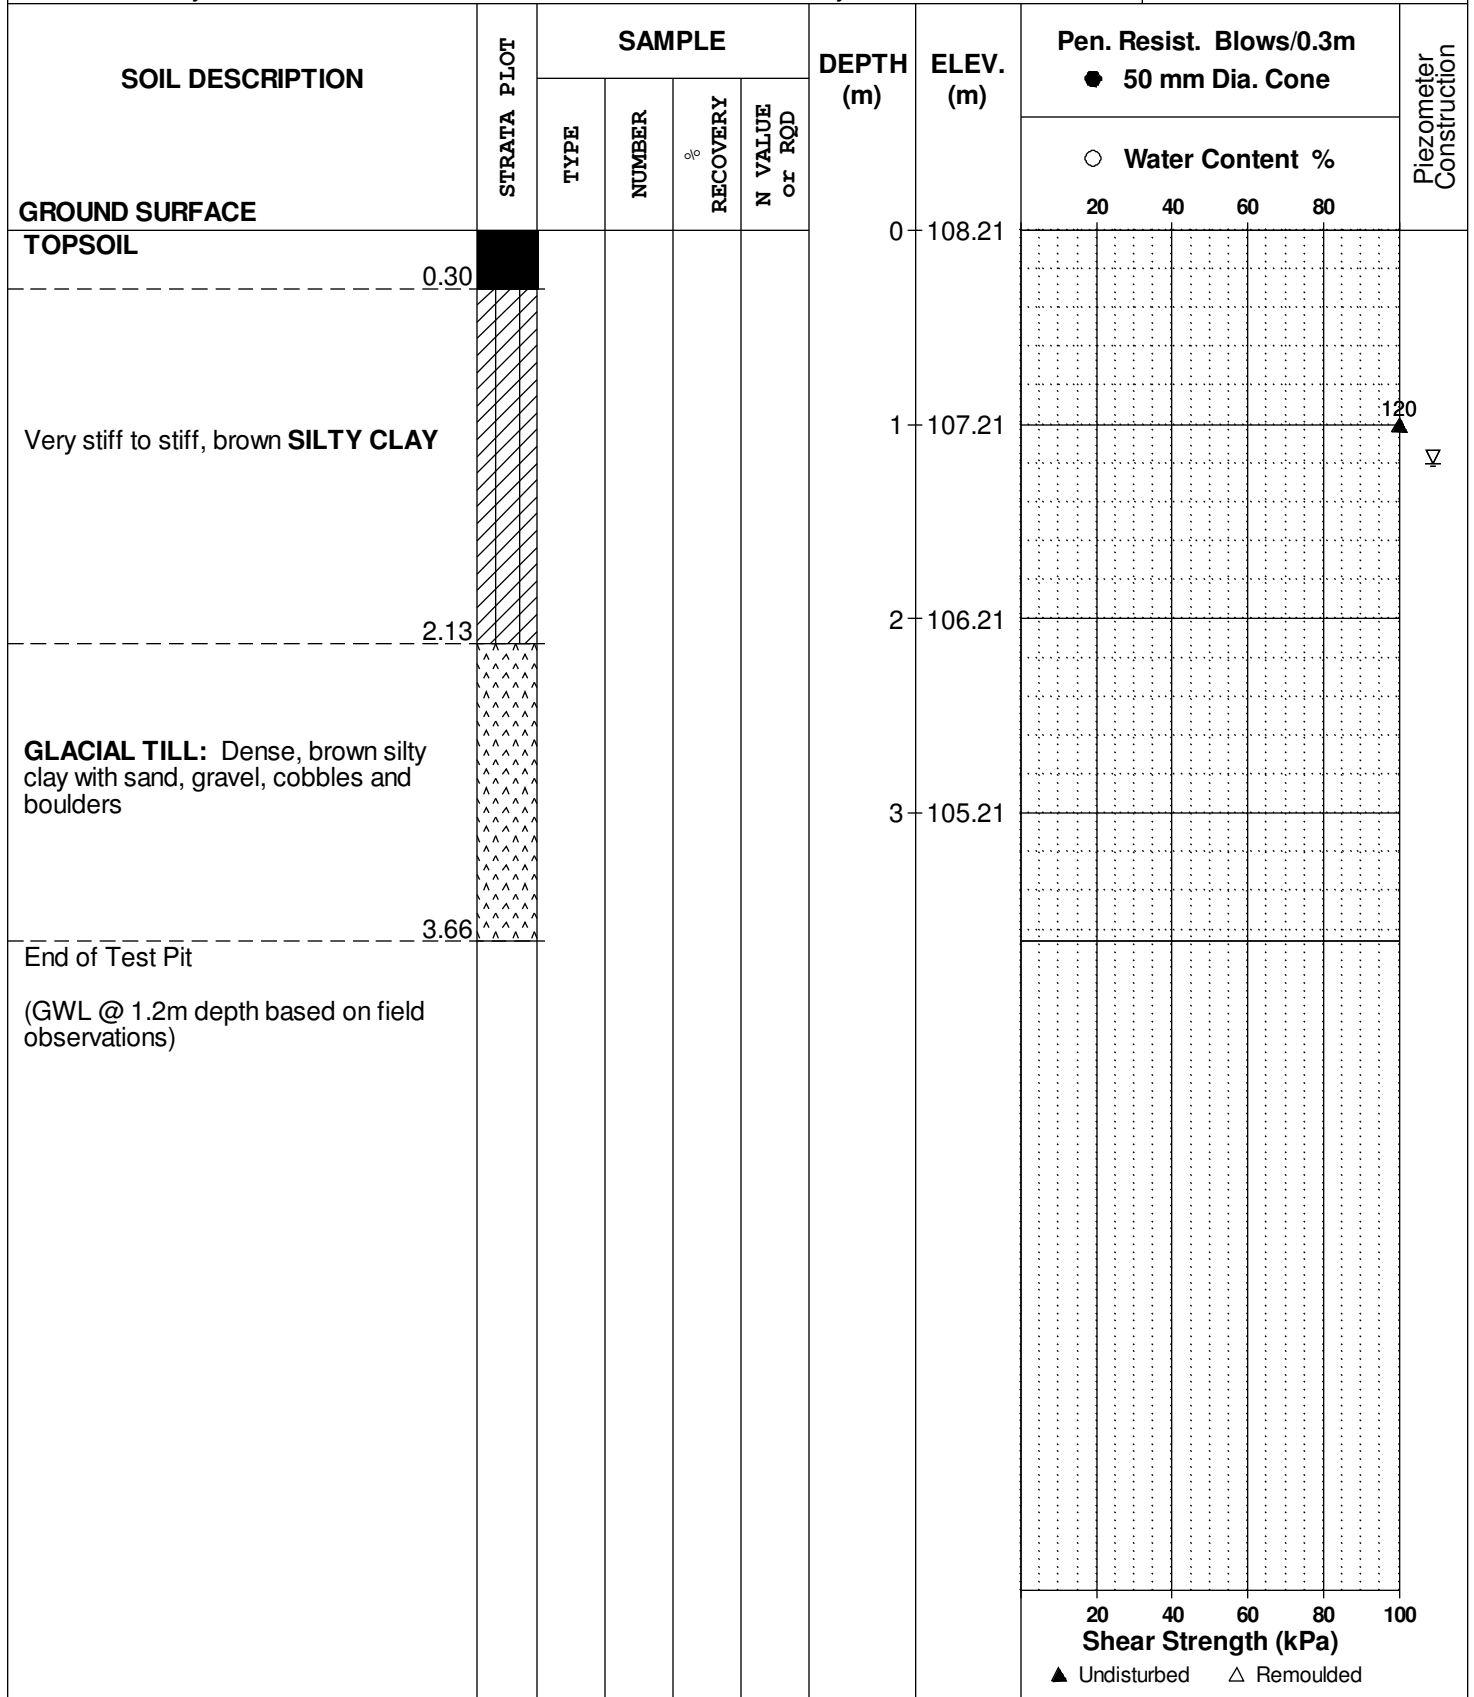 SOIL DESCRIPTION
GROUND SURFACE
STRATA PLOT
SAMPLE
TYPE
NUMBER
%
RECOVERY
N VALUE
or RQD
DEPTH
(m)
ELEV.
(m)
Pen. Resist. Blows/0.3m
● 50 mm Dia. Cone
○ Water Content %
20 40 60 80
Piezometer
Construction
TOPSOIL
0.30
0 108.21
Very stiff to stiff, brown SILTY CLAY
120
1 107.21
2.13
2 106.21
GLACIAL TILL: Dense, brown silty
clay with sand, gravel, cobbles and
boulders
3 105.21
3.66
End of Test Pit
(GWL @ 1.2m depth based on field
observations)
20 40 60 80 100
Shear Strength (kPa)
▲ Undisturbed △ Remoulded